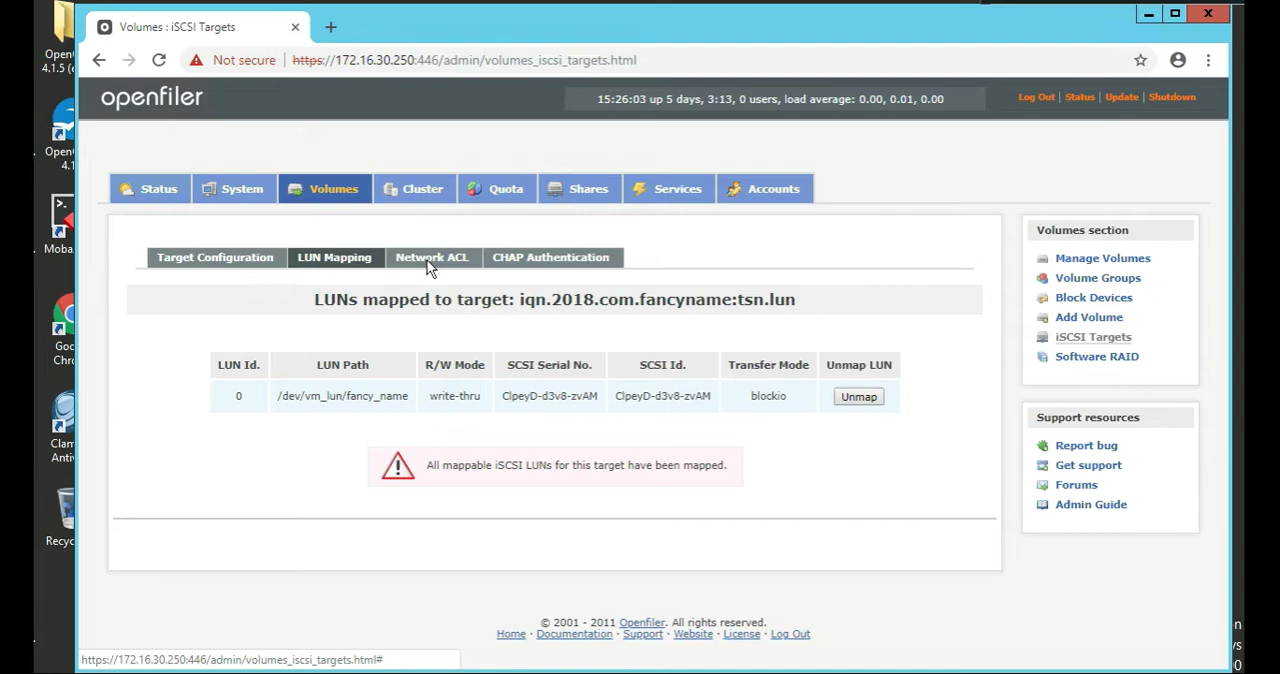 Volumes : iSCSI Targets
Not secure
https://172.16.30.250:446/admin/volumes_iscsi_targets.html
openfiler
15:26:03 up 5 days, 3:13, 0 users, load average: 0.00, 0.01, 0.00
Log Out | Status | Update | Shutdown
Status
System
Volumes
Cluster
Quota
Shares
Services
Accounts
Target Configuration
LUN Mapping
Network ACL
CHAP Authentication
LUNs mapped to target: iqn.2018.com.fancyname:tsn.lun
LUN Id. LUN Path R/W Mode SCSI Serial No. SCSI Id. Transfer Mode Unmap LUN
0 /dev/vm_lun/fancy_name write-thru ClpeyD-d3v8-zvAM ClpeyD-d3v8-zvAM blockio Unmap
All mappable iSCSI LUNs for this target have been mapped.
Volumes section
Manage Volumes
Volume Groups
Block Devices
Add Volume
iSCSI Targets
Software RAID
Support resources
Report bug
Get support
Forums
Admin Guide
© 2001 - 2011 Openfiler. All rights reserved.
Home · Documentation · Support · Website · License · Log Out
https://172.16.30.250:446/admin/volumes_iscsi_targets.html#
4.1.5
4.1